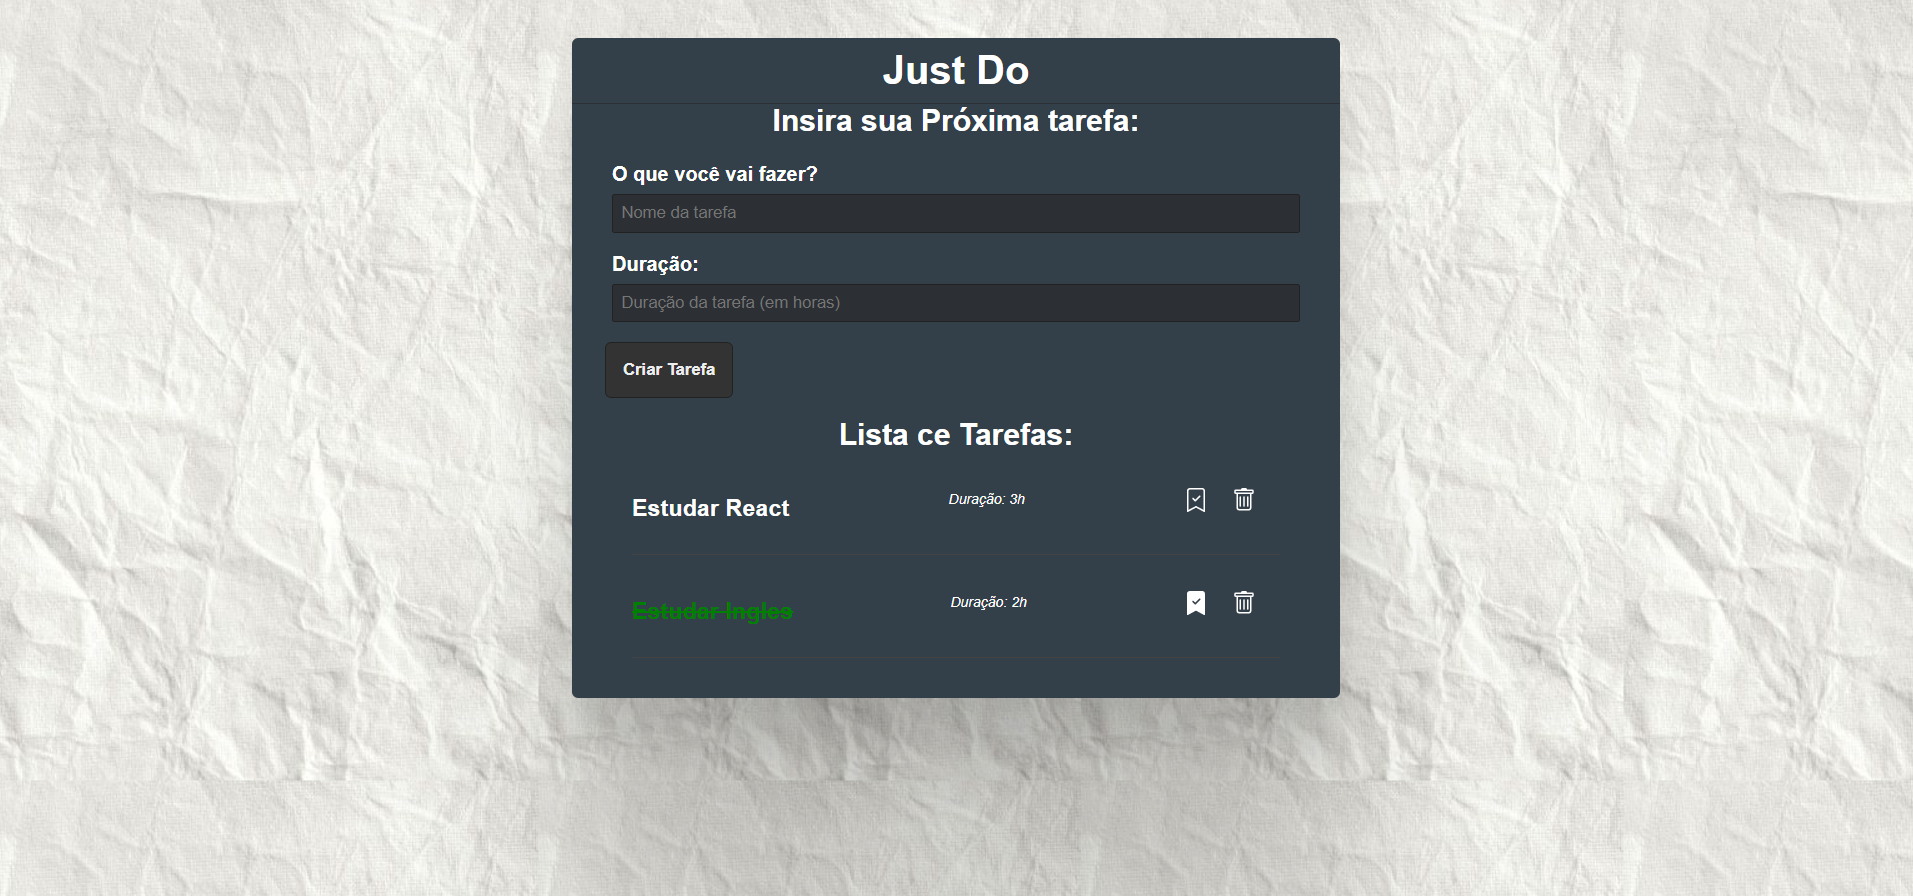 Just Do
Insira sua Próxima tarefa:
O que você vai fazer?
Nome da tarefa
Duração:
Duração da tarefa (em horas)
Criar Tarefa
Lista ce Tarefas:
Estudar React Duração: 3h
Estudar Ingles Duração: 2h